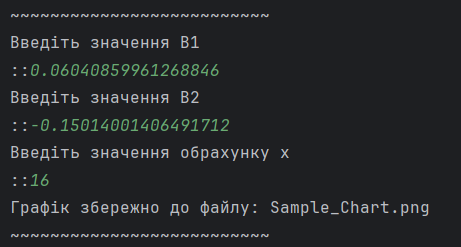 ~~~~~~~~~~~~~~~~~~~~~~~~~~
Введіть значення B1
::0.06040859961268846
Введіть значення B2
::-0.15014001406491712
Введіть значення обрахунку x
::16
Графік збережно до файлу: Sample_Chart.png
~~~~~~~~~~~~~~~~~~~~~~~~~~